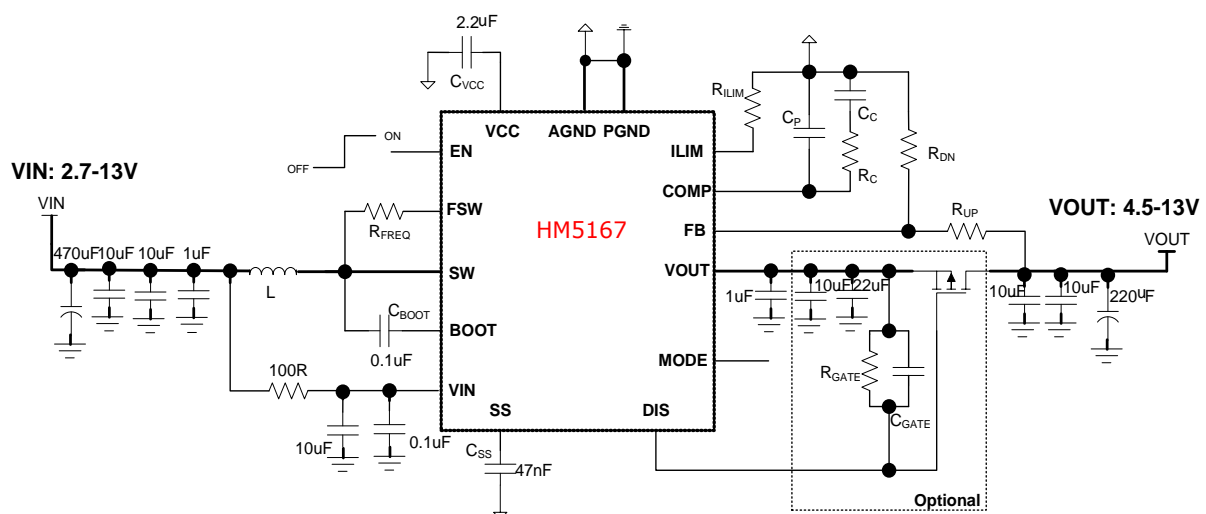 2.2uF
CVCC
VCC
AGND
PGND
RILIM
CP
CC
RC
RDN
ON
OFF
EN
ILIM
COMP
VIN: 2.7-13V
VIN
FSW
RFREQ
HM5167
FB
RUP
VOUT: 4.5-13V
VOUT
470uF
10uF
10uF
1uF
L
SW
VOUT
1uF
10uF
22uF
10uF
10uF
220uF
CBOOT
0.1uF
BOOT
MODE
RGATE
CGATE
100R
VIN
10uF
0.1uF
SS
DIS
CSS
47nF
Optional